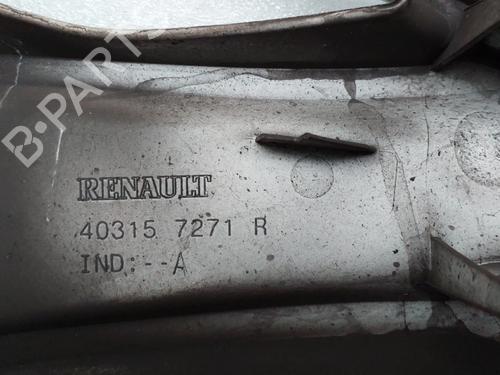 B-PARTS
RENAULT
40315 7271 R
IND:--A